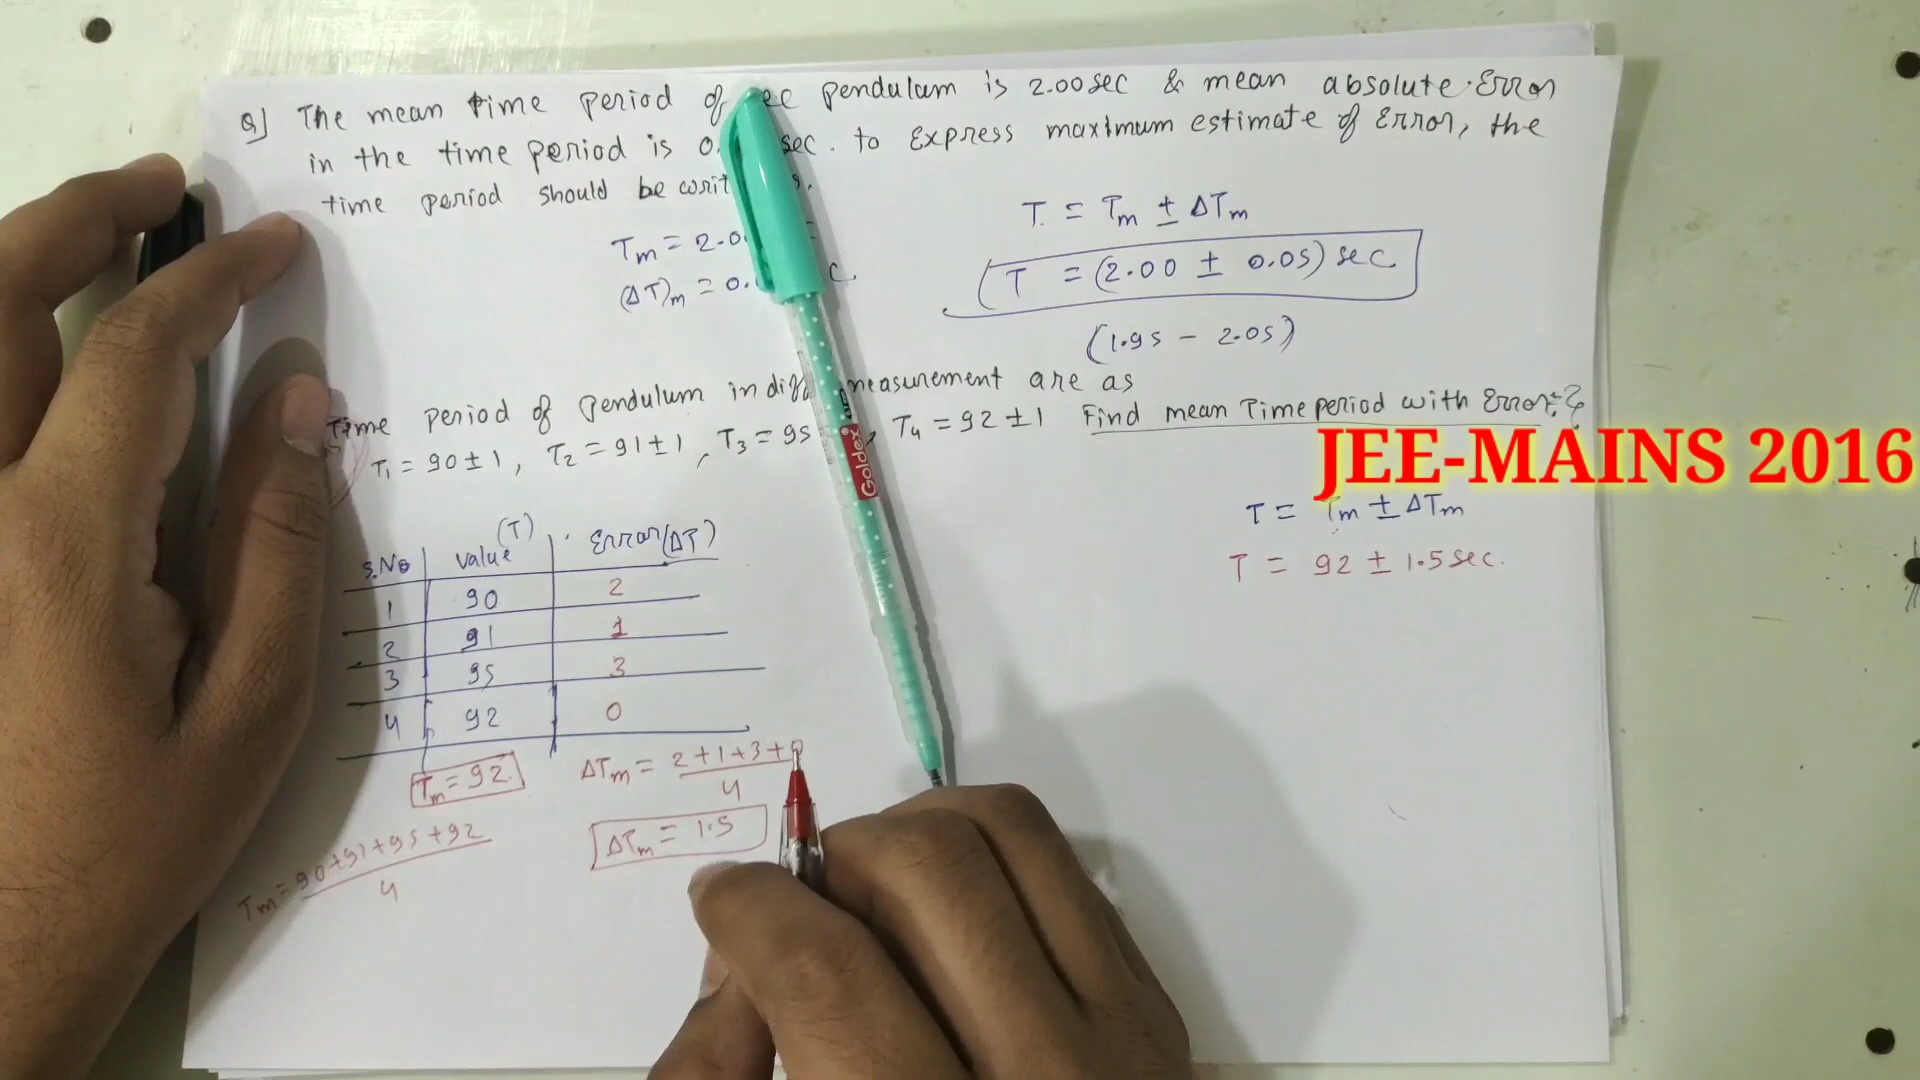 Q] The mean time period of pendulum is 2.00 sec & mean absolute Error
in the time period is 0. sec. to express maximum estimate of Error, the
time period should be
Tm = 2.0
(ΔT)m = 0.
T = Tm ± ΔTm
T = (2.00 ± 0.05) sec
(1.95 - 2.05)
Time period of pendulum in diff measurement are as
T1 = 90 ± 1, T2 = 91 ± 1, T3 = 95 , T4 = 92 ± 1 Find mean Time period with Error?
JEE-MAINS 2016
T = Tm ± ΔTm
T = 92 ± 1.5 sec.
S.No value (T) Error (ΔT)
1 90 2
2 91 1
3 95 3
4 92 0
Tm = 92
ΔTm = 2+1+3+0
4
ΔTm = 1.5
Tm = 90+91+95+92
4
Goldex